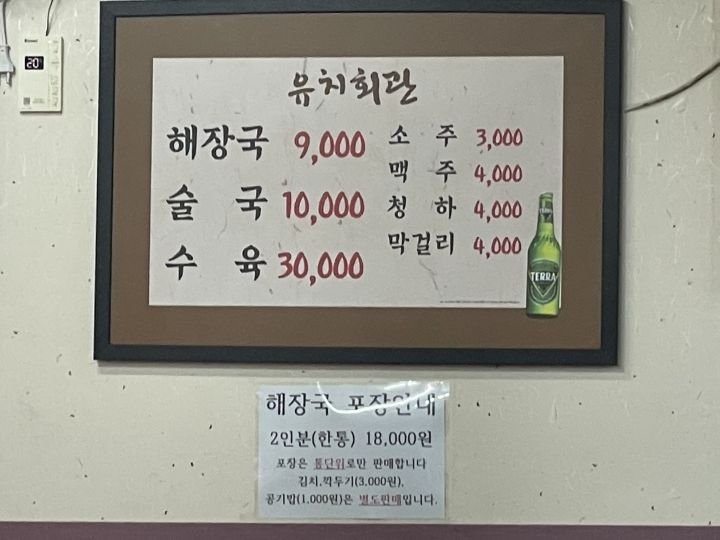 유치회관
해장국 9,000
술 국 10,000
수 육 30,000
소 주 3,000
맥 주 4,000
청 하 4,000
막걸리 4,000
TERRA
20°
해장국 포장안내
2인분(한통) 18,000원
포장은 통단위로만 판매합니다
김치.깍두기(3,000원),
공기밥(1,000원)은 별도판매입니다.